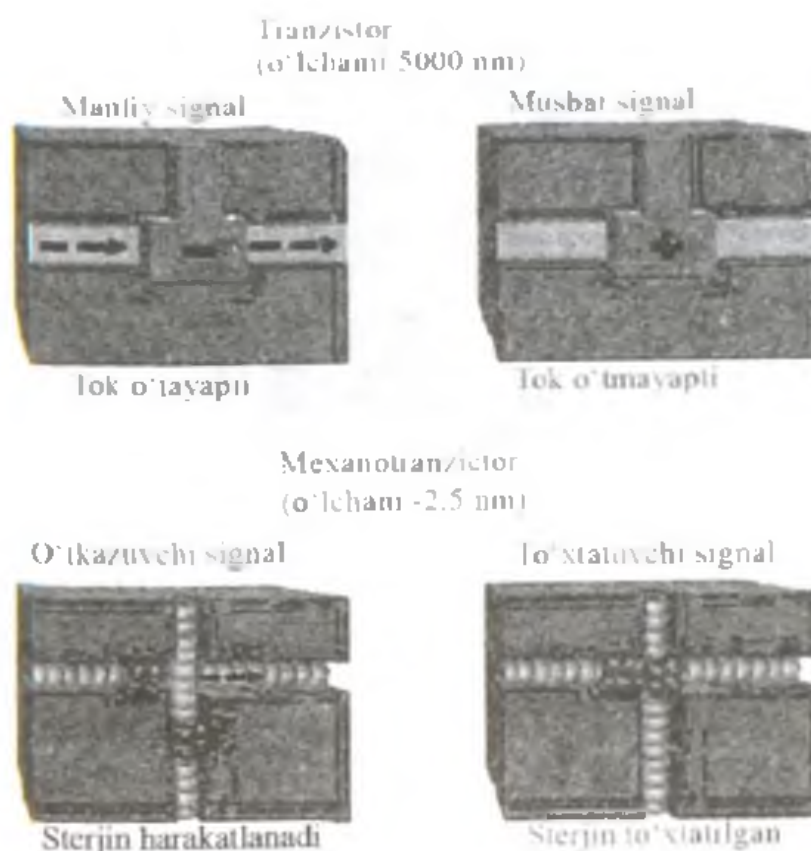 Tranzistor
(o‘lchami 5000 nm)
Manfiy signal
Musbat signal
Tok o‘tayapti
Tok o‘tmayapti
Mexanotranzictor
(o‘lchami -2.5 nm)
O‘tkazuvchi signal
To‘xtatuvchi signal
Sterjin harakatlanadi
Sterjin to‘xtatilgan